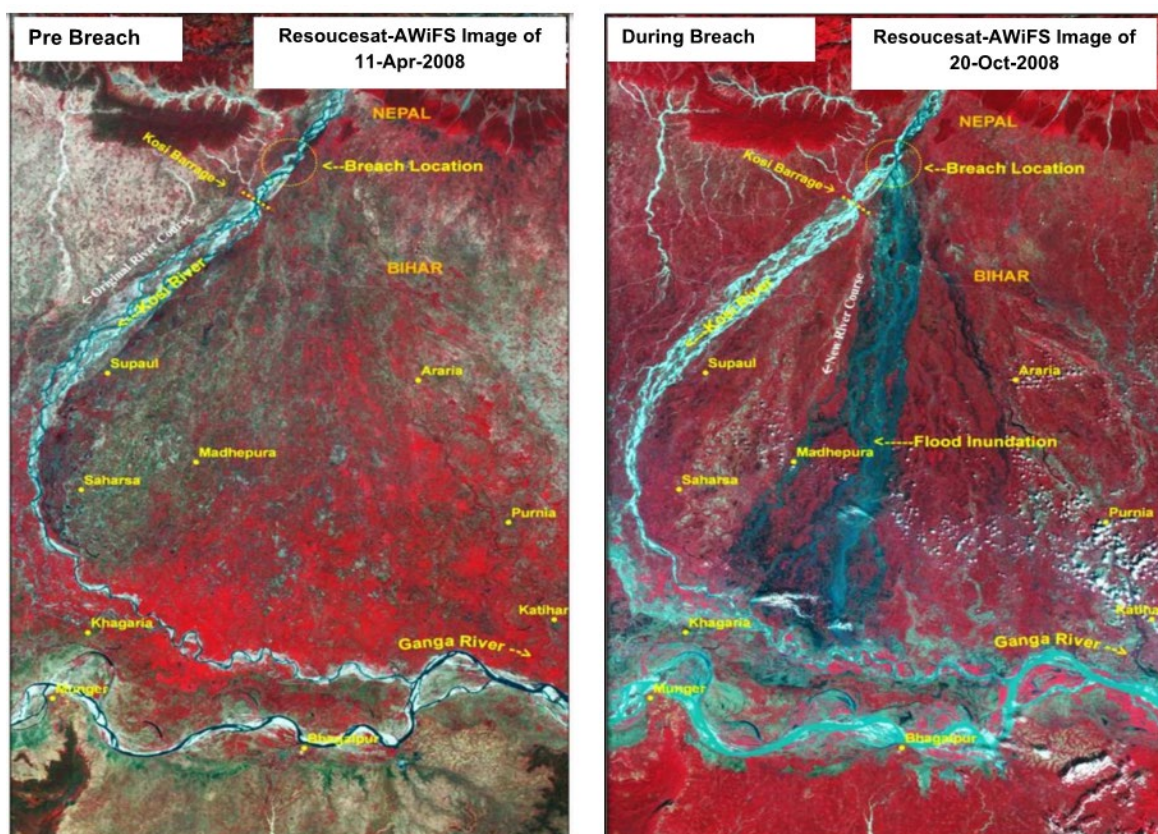 Pre Breach
Resoucesat-AWiFS Image of
11-Apr-2008
NEPAL
Kosi Barrage→
<--Breach Location
←Original River Course
BIHAR
<--Kosi River
Supaul
Araria
Madhepura
Saharsa
Purnia
Katihar
Khagaria
Ganga River -->
Munger
Bhagalpur
During Breach
Resoucesat-AWiFS Image of
20-Oct-2008
NEPAL
Kosi Barrage→
<--Breach Location
BIHAR
<--Kosi River
←New River Course
Supaul
Araria
<-----Flood Inundation
Madhepura
Saharsa
Purnia
Katihar
Khagaria
Ganga River -->
Munger
Bhagalpur